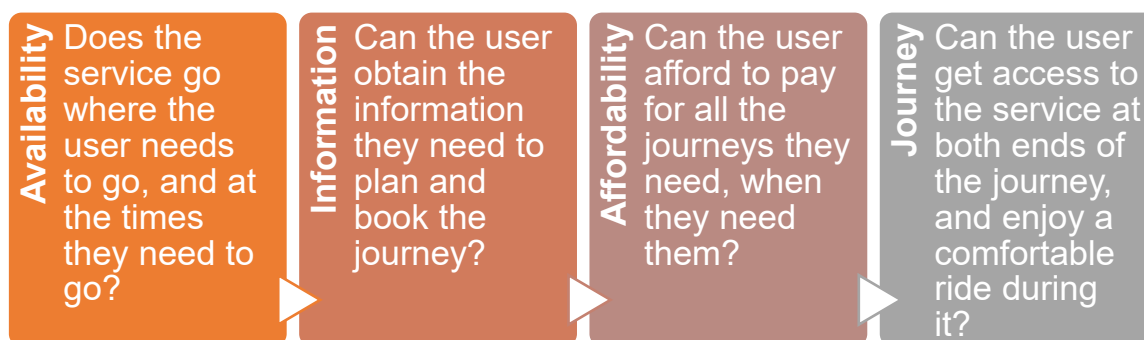 Availability
Does the
service go
where the
user needs
to go, and at
the times
they need to
go?
Information
Can the user
obtain the
information
they need to
plan and
book the
journey?
Affordability
Can the user
afford to pay
for all the
journeys they
need, when
they need
them?
Journey
Can the user
get access to
the service at
both ends of
the journey,
and enjoy a
comfortable
ride during
it?